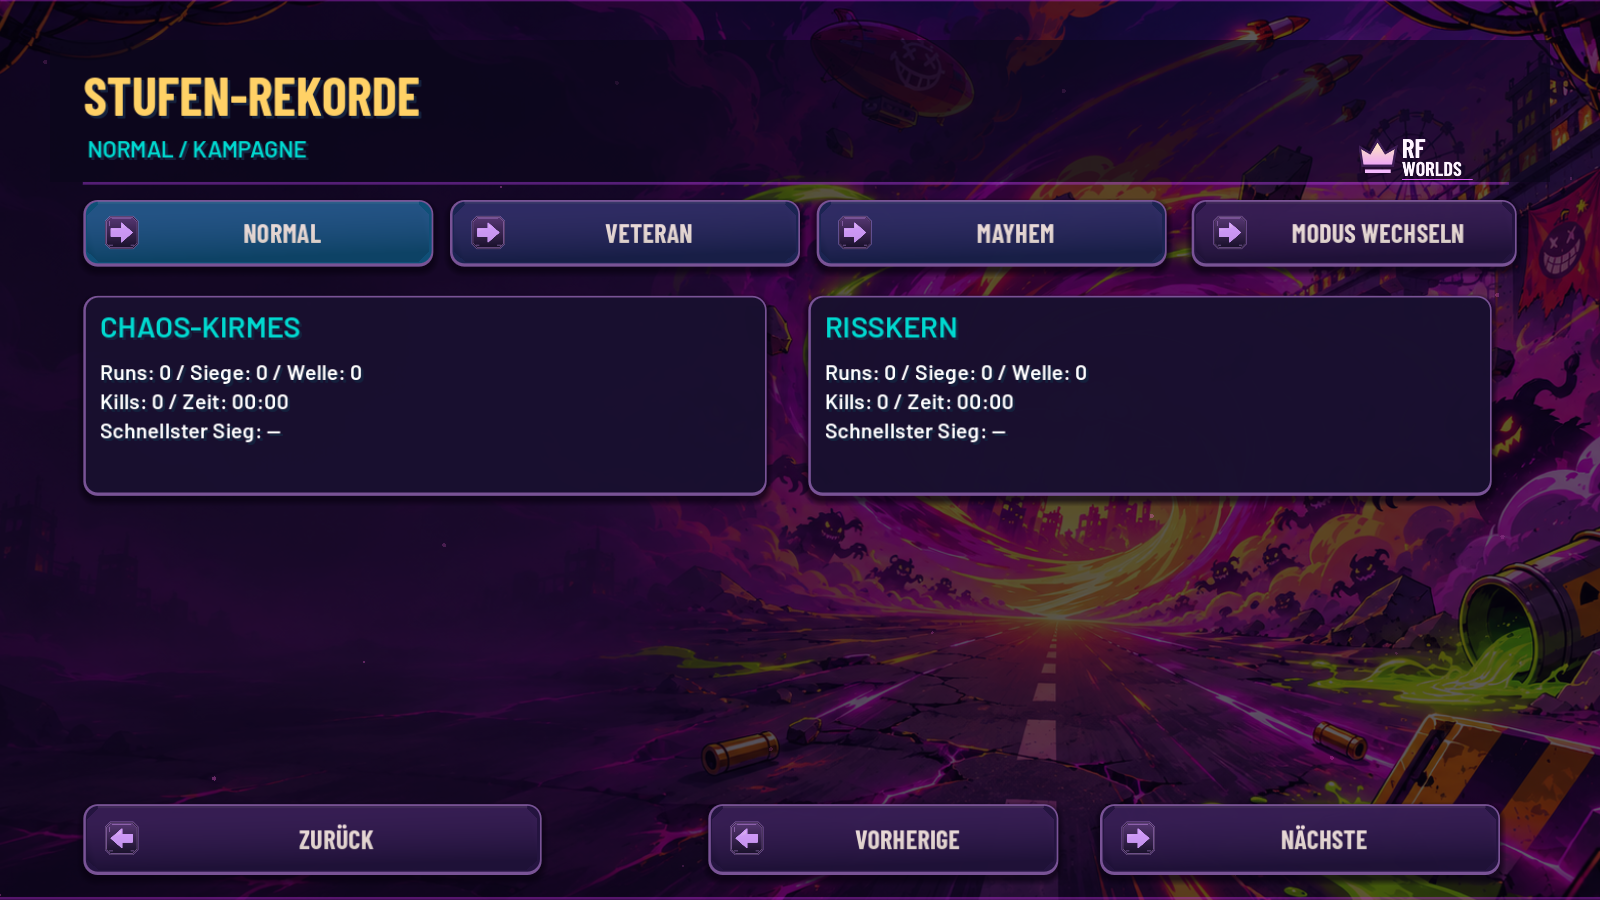 STUFEN-REKORDE
NORMAL / KAMPAGNE
RF
WORLDS
NORMAL
VETERAN
MAYHEM
MODUS WECHSELN
CHAOS-KIRMES
Runs: 0 / Siege: 0 / Welle: 0
Kills: 0 / Zeit: 00:00
Schnellster Sieg: –
RISSKERN
Runs: 0 / Siege: 0 / Welle: 0
Kills: 0 / Zeit: 00:00
Schnellster Sieg: –
ZURÜCK
VORHERIGE
NÄCHSTE